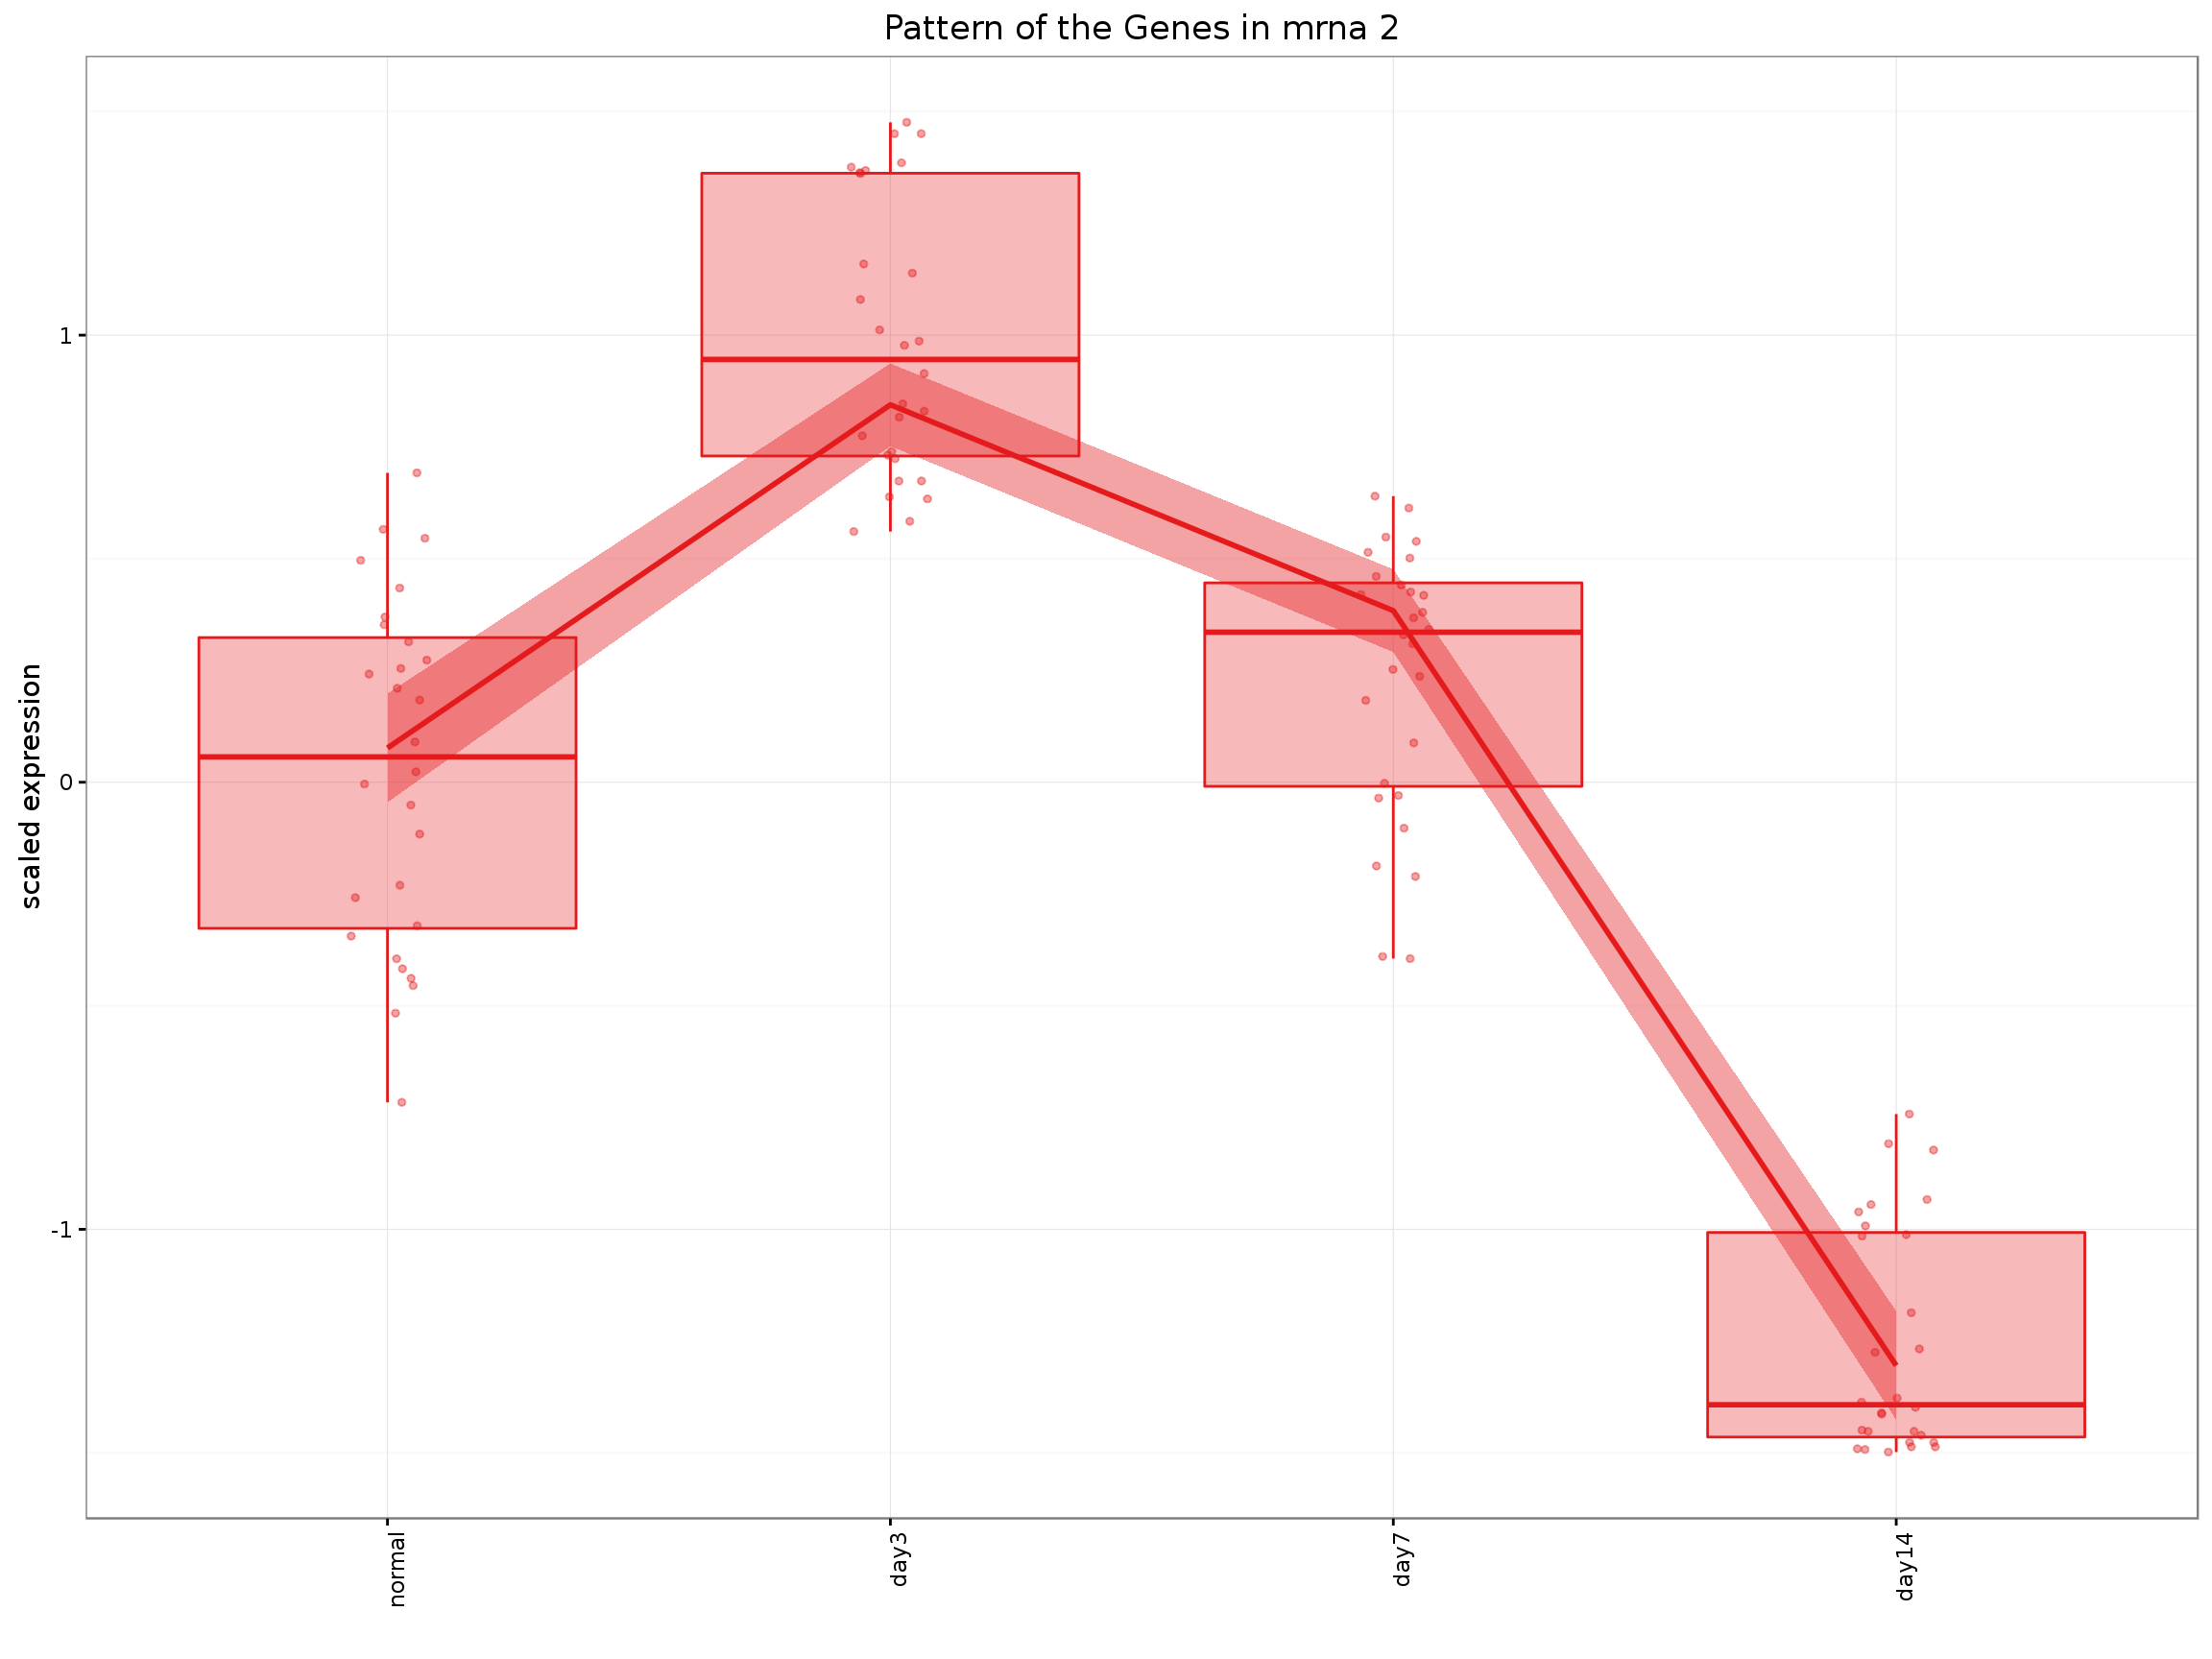 Pattern of the Genes in mrna 2
scaled expression
1
0
-1
normal
day3
day7
day14